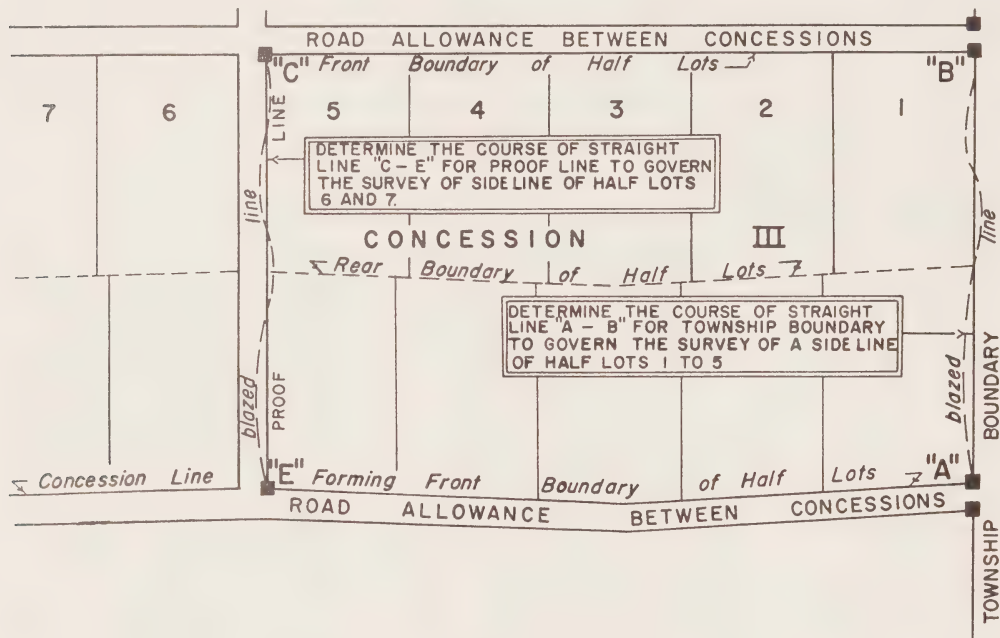 ROAD ALLOWANCE BETWEEN CONCESSIONS
"C" Front Boundary of Half Lots "B"
7 6 5 4 3 2 1
LINE
DETERMINE THE COURSE OF STRAIGHT
LINE "C - E" FOR PROOF LINE TO GOVERN
THE SURVEY OF SIDELINE OF HALF LOTS
6 AND 7.
line
line
CONCESSION III
Rear Boundary of Half Lots
DETERMINE THE COURSE OF STRAIGHT
LINE "A - B" FOR TOWNSHIP BOUNDARY
TO GOVERN THE SURVEY OF A SIDELINE
OF HALF LOTS 1 TO 5
blazed
PROOF
blazed
BOUNDARY
Concession Line "E" Forming Front Boundary of Half Lots "A"
ROAD ALLOWANCE BETWEEN CONCESSIONS
TOWNSHIP